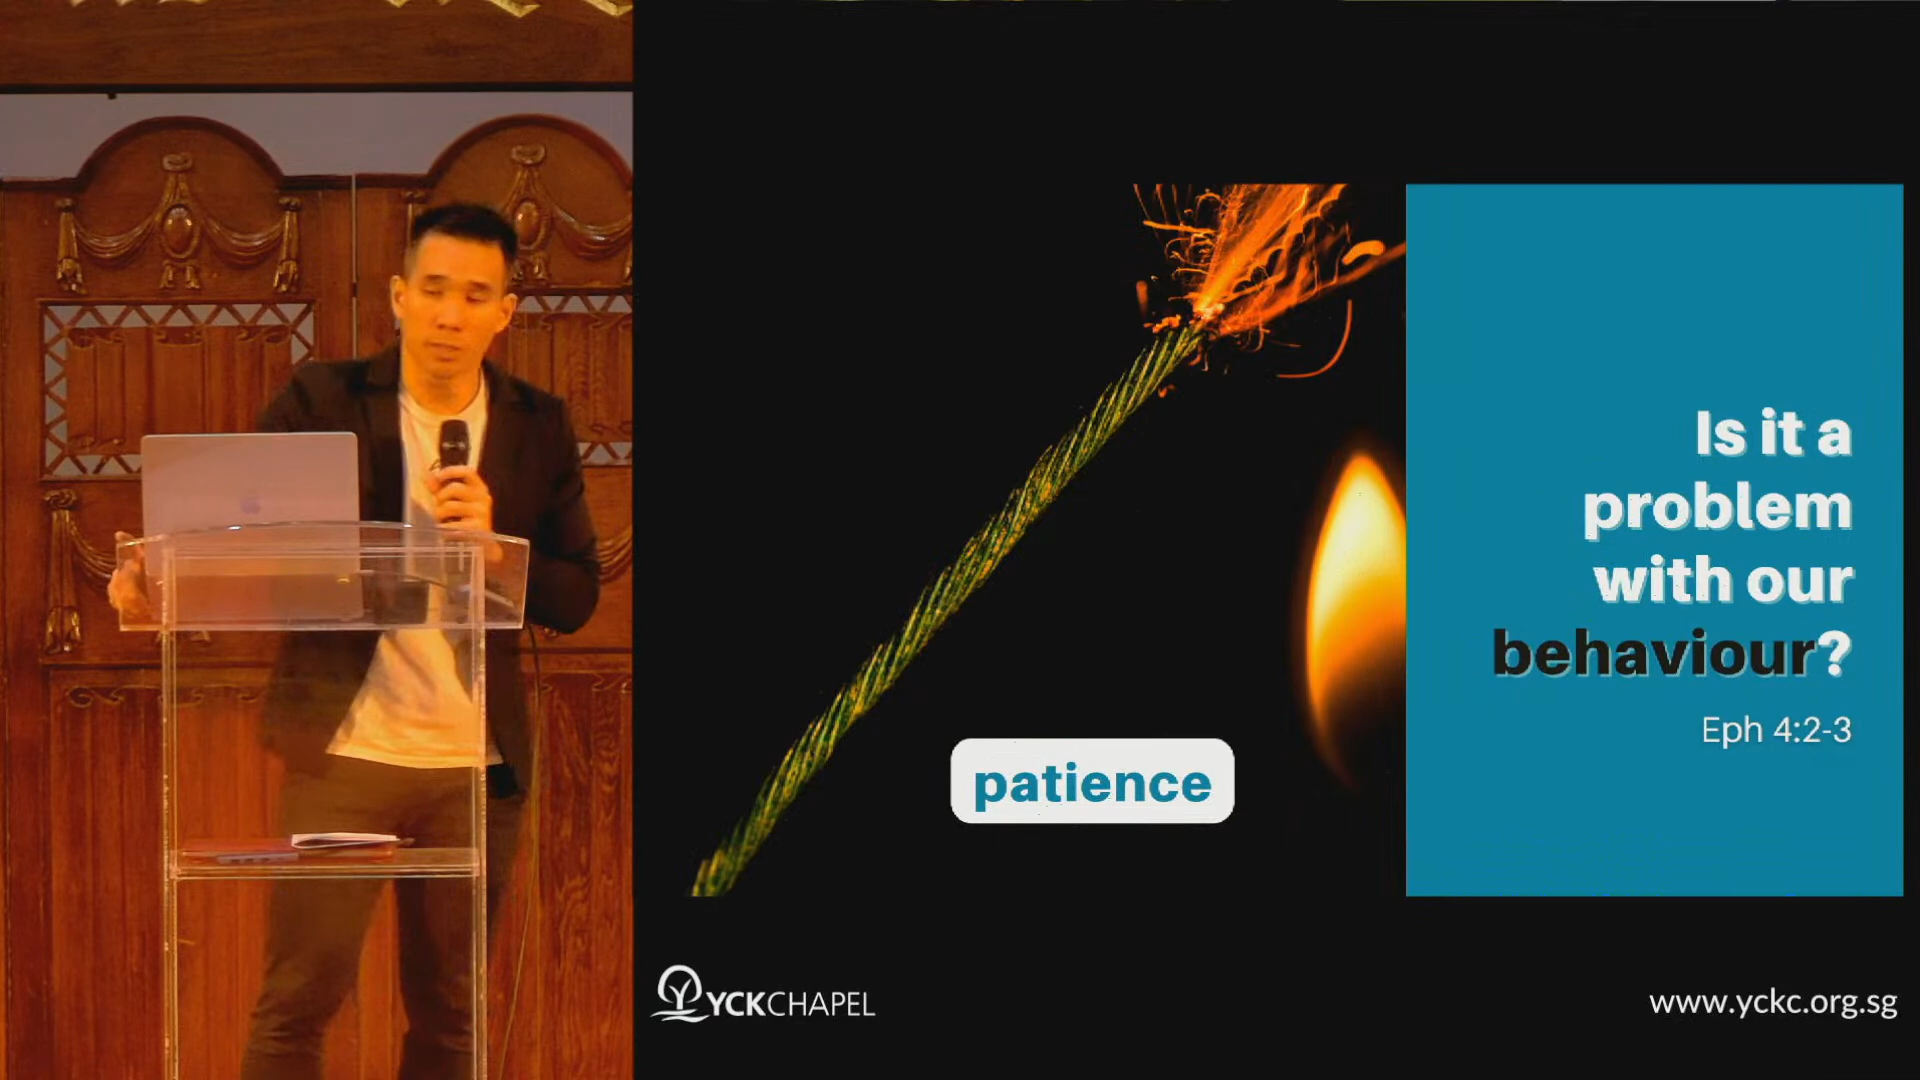 patience
Is it a
problem
with our
behaviour?
Eph 4:2-3
YCKCHAPEL
www.yckc.org.sg